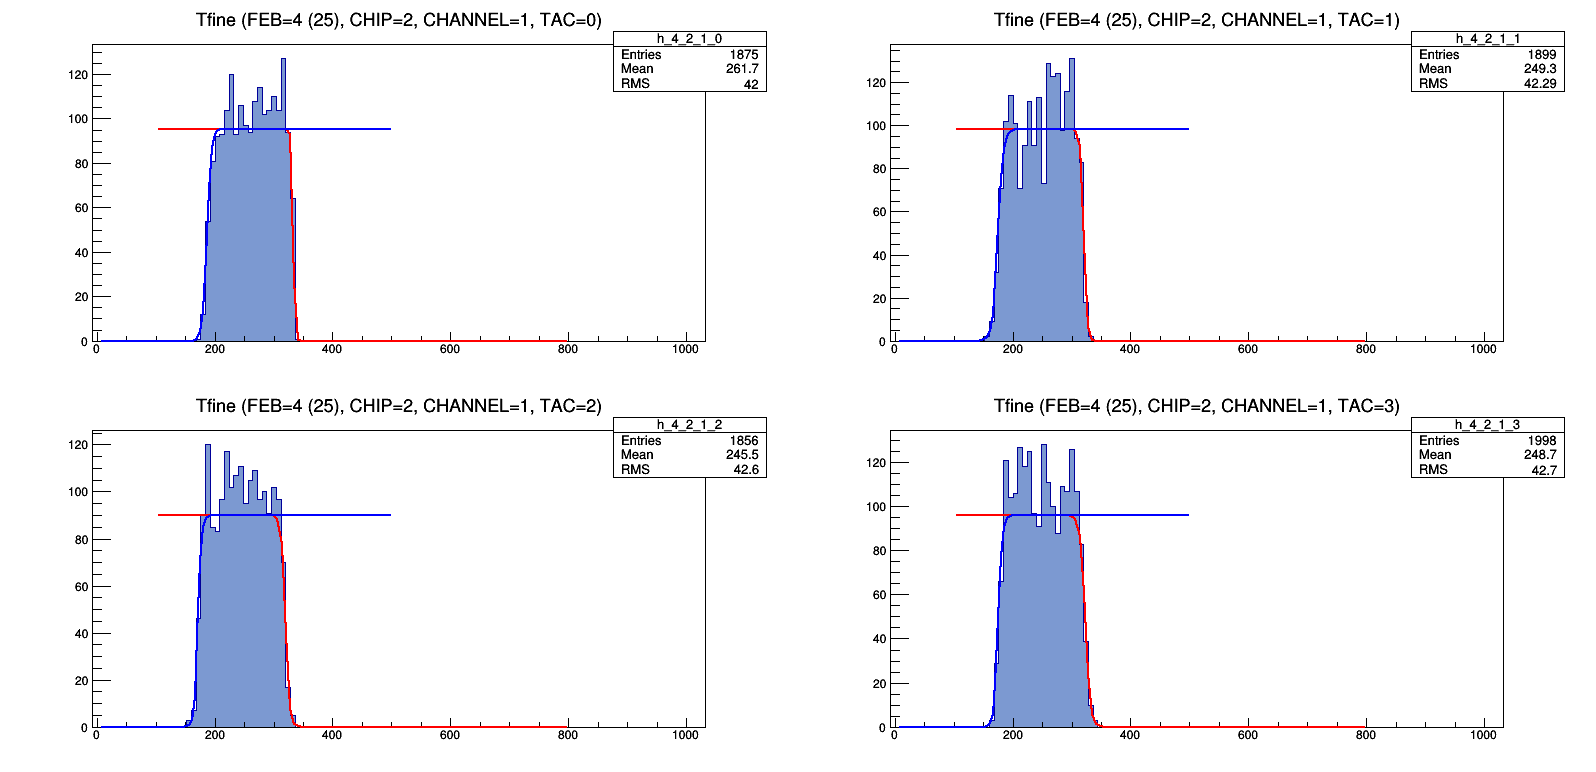 Tfine (FEB=4 (25), CHIP=2, CHANNEL=1, TAC=0)
h_4_2_1_0
Entries 1875
Mean 261.7
RMS 42
120
100
80
60
40
20
0
0 200 400 600 800 1000
Tfine (FEB=4 (25), CHIP=2, CHANNEL=1, TAC=1)
h_4_2_1_1
Entries 1899
Mean 249.3
RMS 42.29
120
100
80
60
40
20
0
0 200 400 600 800 1000
Tfine (FEB=4 (25), CHIP=2, CHANNEL=1, TAC=2)
h_4_2_1_2
Entries 1856
Mean 245.5
RMS 42.6
120
100
80
60
40
20
0
0 200 400 600 800 1000
Tfine (FEB=4 (25), CHIP=2, CHANNEL=1, TAC=3)
h_4_2_1_3
Entries 1998
Mean 248.7
RMS 42.7
120
100
80
60
40
20
0
0 200 400 600 800 1000